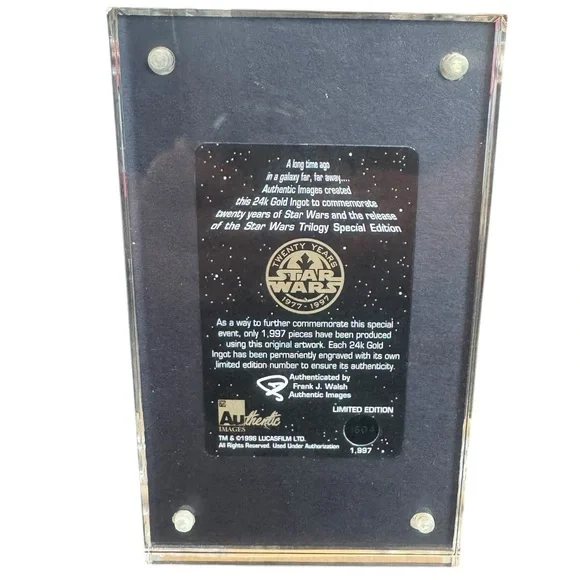 A long time ago
in a galaxy far, far away.....
Authentic Images created
this 24k Gold Ingot to commemorate
twenty years of Star Wars and the release
of the Star Wars Trilogy Special Edition
TWENTY YEARS
STAR
WARS
1977 - 1997
As a way to further commemorate this special
event, only 1,997 pieces have been produced
using this original artwork. Each 24k Gold
Ingot has been permanently engraved with its own
limited edition number to ensure its authenticity.
Authenticated by
Frank J. Walsh
Authentic Images
LIMITED EDITION
Authentic
IMAGES
TM & ©1996 LUCASFILM LTD.
All Rights Reserved. Used Under Authorization
1,997